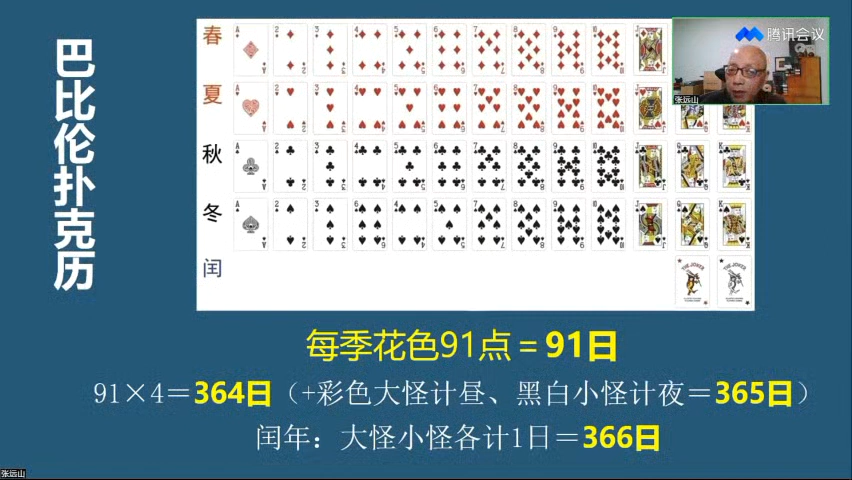 巴比伦扑克历
春
夏
秋
冬
闰
腾讯会议
张远山
每季花色91点＝91日
91×4＝364日（+彩色大怪计昼、黑白小怪计夜＝365日）
闰年：大怪小怪各计1日＝366日
张远山